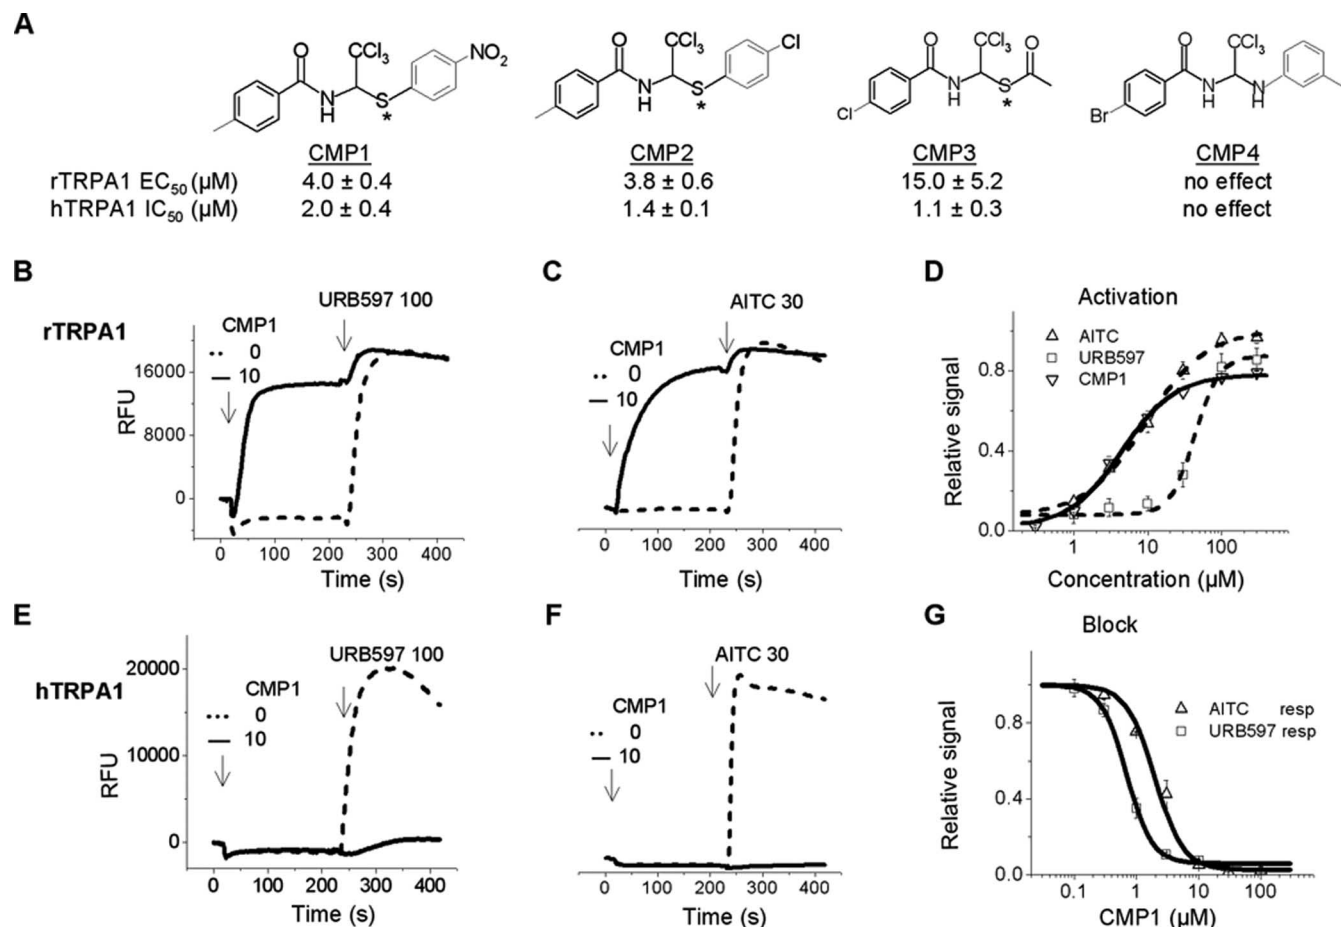 A
O
CCl3
N
H
S
*
NO2
O
CCl3
N
H
S
*
Cl
O
CCl3
O
N
H
S
*
Cl
O
CCl3
N
H
N
H
Br
CMP1 CMP2 CMP3 CMP4
rTRPA1 EC50 (µM) 4.0 ± 0.4 3.8 ± 0.6 15.0 ± 5.2 no effect
hTRPA1 IC50 (µM) 2.0 ± 0.4 1.4 ± 0.1 1.1 ± 0.3 no effect
B
rTRPA1
URB597 100
CMP1
0
10
16000
8000
0
RFU
0 100 200 300 400
Time (s)
C
AITC 30
CMP1
0
10
0 100 200 300 400
Time (s)
D
Activation
AITC
URB597
CMP1
0.8
0.4
0.0
Relative signal
1 10 100
Concentration (µM)
E
hTRPA1
URB597 100
CMP1
0
10
20000
10000
0
RFU
0 100 200 300 400
Time (s)
F
AITC 30
CMP1
0
10
0 100 200 300 400
Time (s)
G
Block
AITC resp
URB597 resp
0.8
0.4
0.0
Relative signal
0.1 1 10 100
CMP1 (µM)